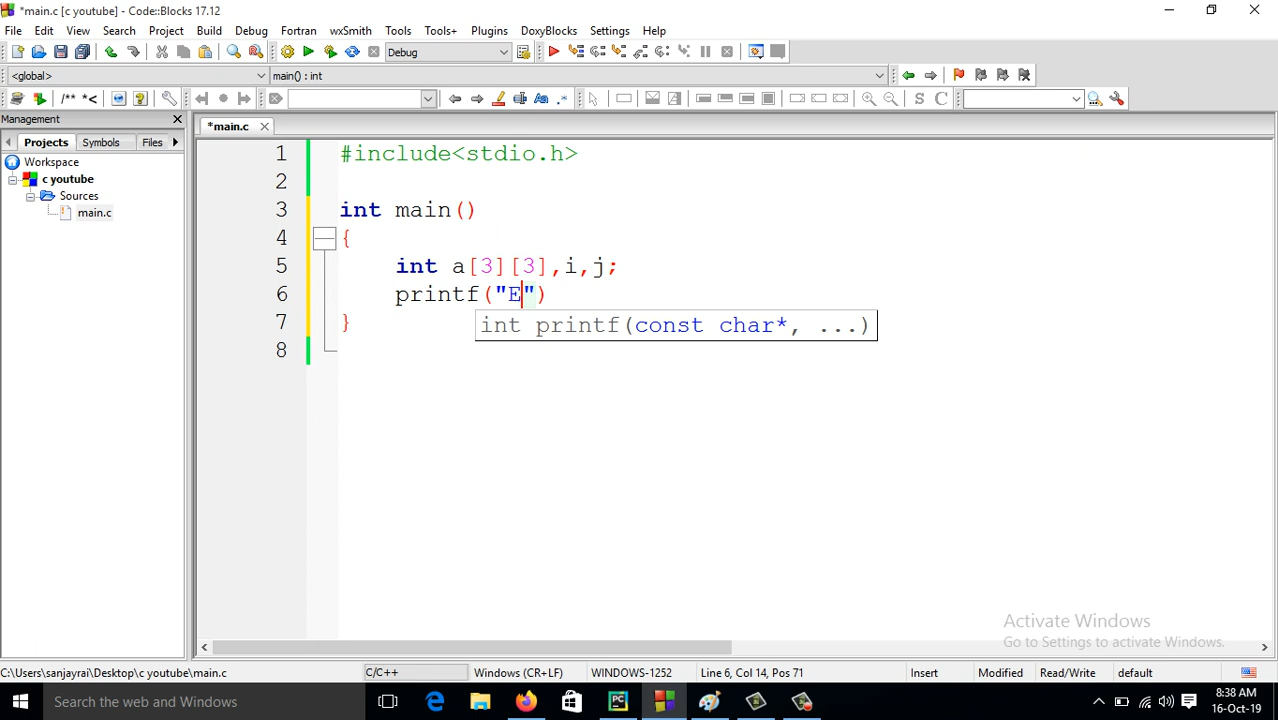 *main.c [c youtube] - Code::Blocks 17.12
File Edit View Search Project Build Debug Fortran wxSmith Tools Tools+ Plugins DoxyBlocks Settings Help
Debug
<global> main() : int
/** *<
Management
*main.c
Projects Symbols Files
Workspace
c youtube
Sources
main.c
1 #include<stdio.h>
2
3 int main()
4 {
5 int a[3][3],i,j;
6 printf("E")
7 }
int printf(const char*, ...)
8
Activate Windows
Go to Settings to activate Windows.
C:\Users\sanjayrai\Desktop\c youtube\main.c C/C++ Windows (CR+LF) WINDOWS-1252 Line 6, Col 14, Pos 71 Insert Modified Read/Write default
Search the web and Windows
8:38 AM
16-Oct-19